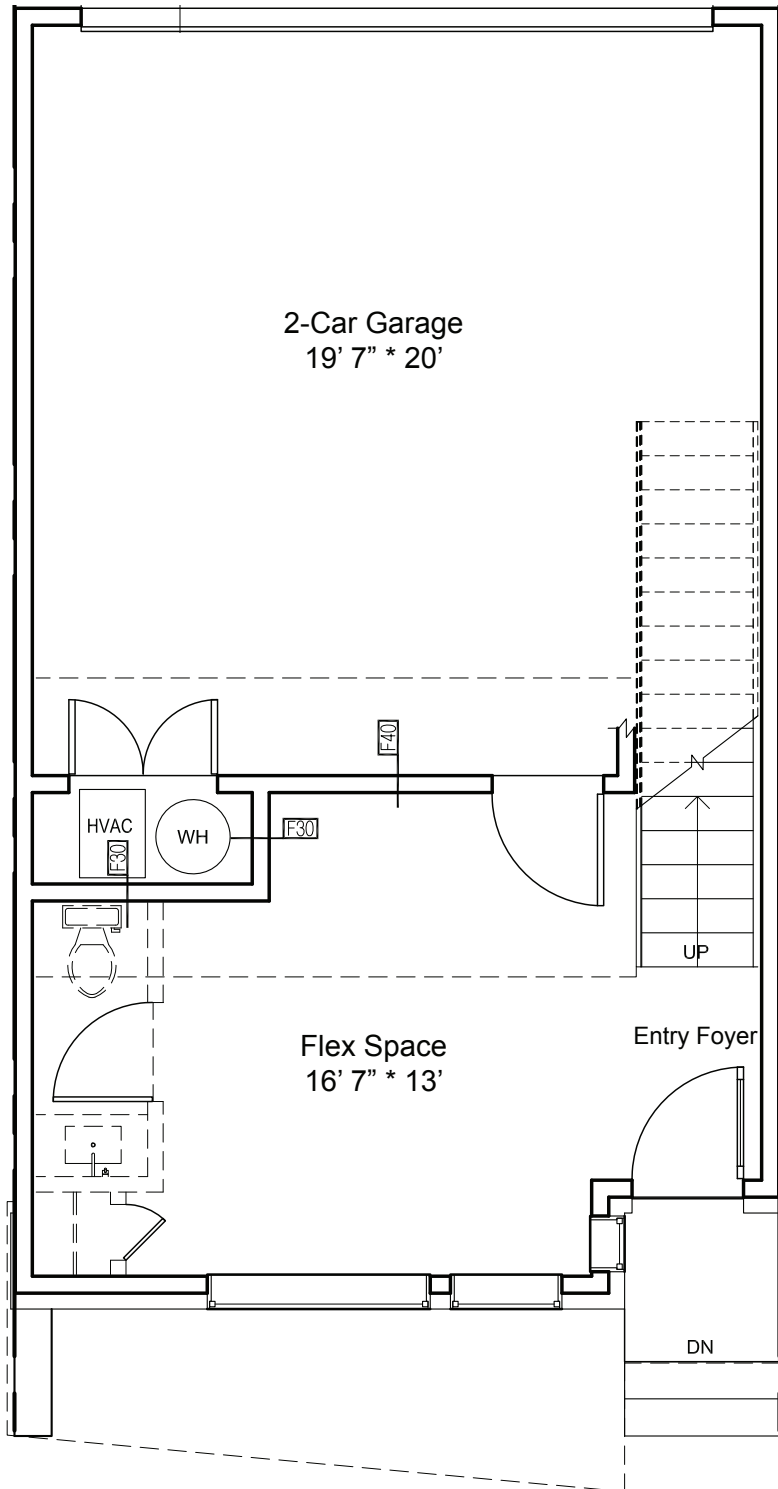 2-Car Garage
19’ 7” * 20’
F40
HVAC
WH
F30
F30
UP
Flex Space
16’ 7” * 13’
Entry Foyer
DN